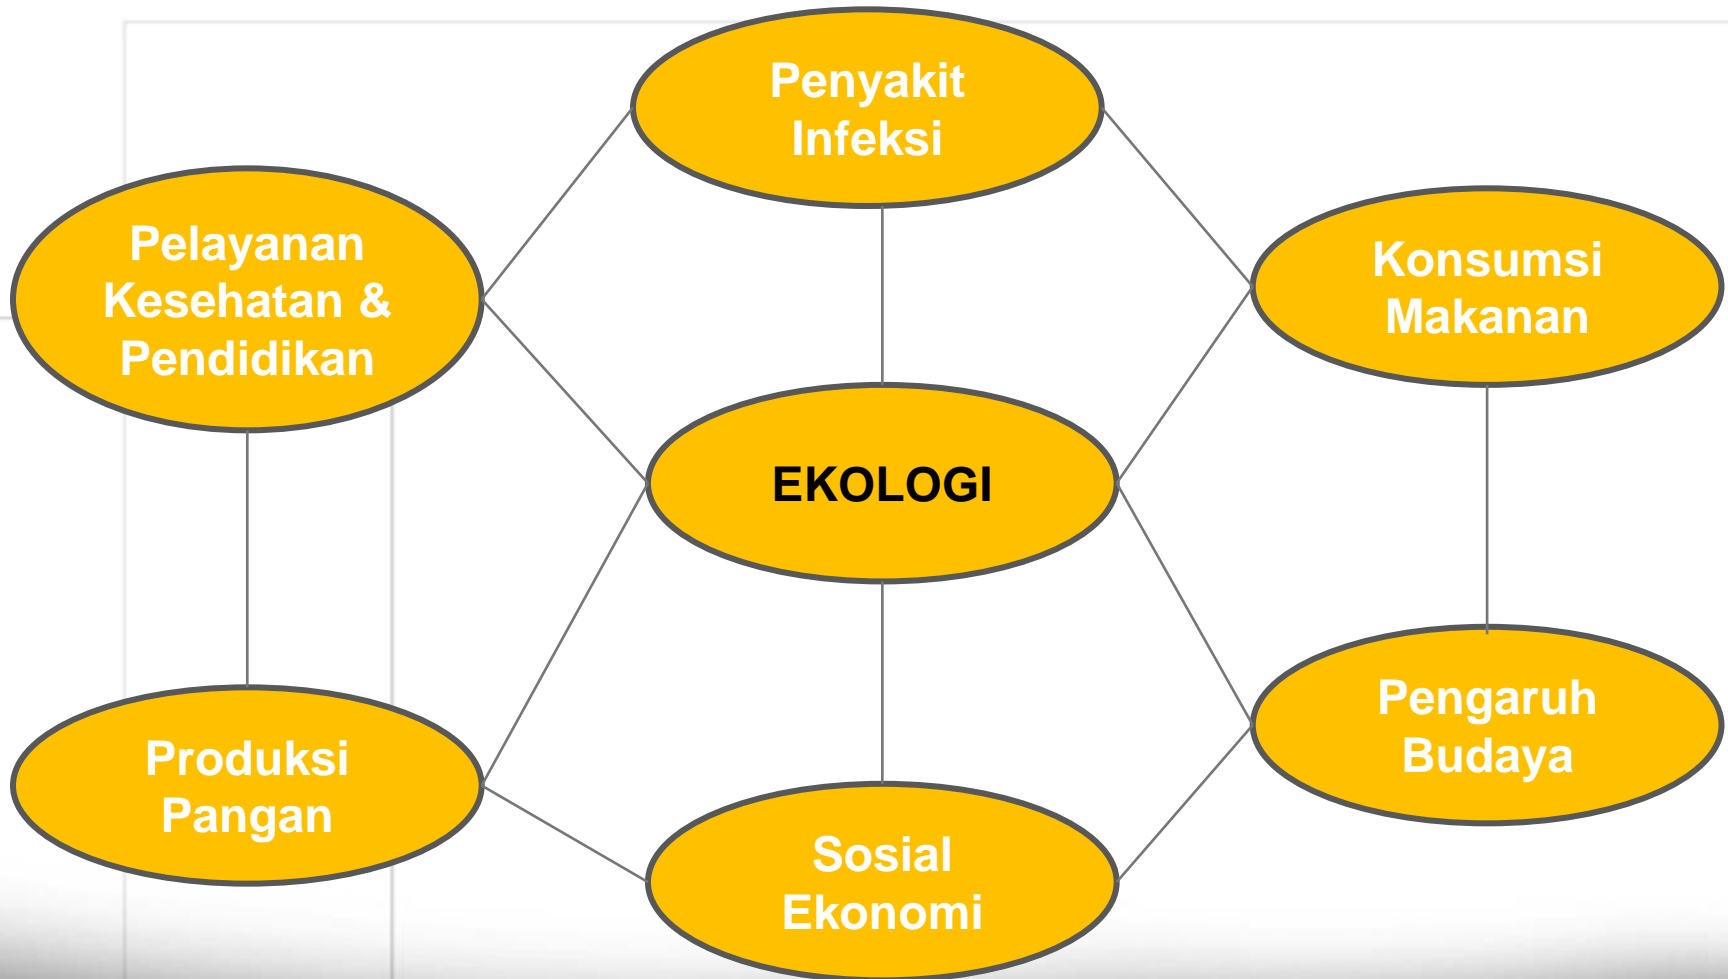 Penyakit
Infeksi
Pelayanan
Kesehatan &
Pendidikan
Konsumsi
Makanan
EKOLOGI
Produksi
Pangan
Pengaruh
Budaya
Sosial
Ekonomi